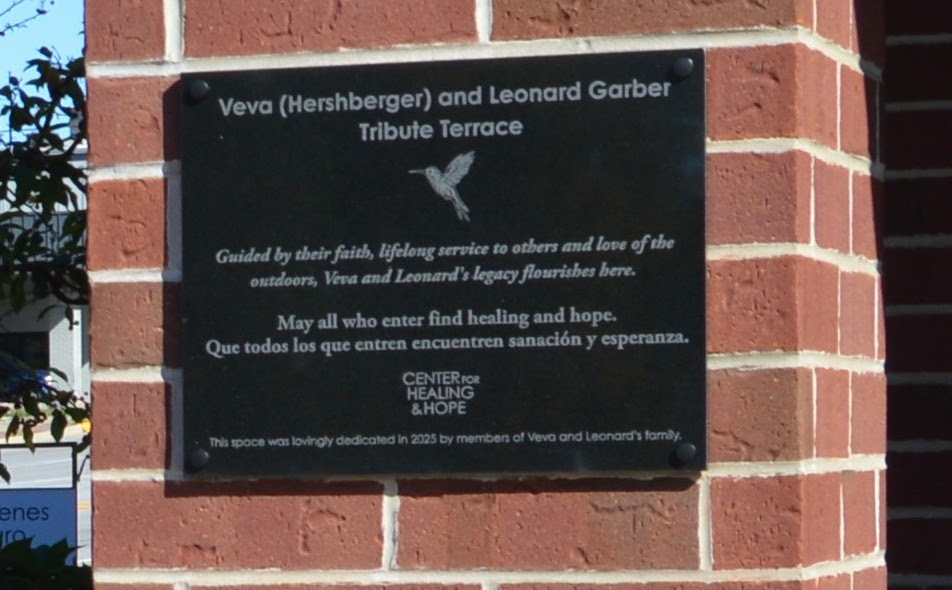 Veva (Hershberger) and Leonard Garber
Tribute Terrace
Guided by their faith, lifelong service to others and love of the
outdoors, Veva and Leonard's legacy flourishes here.
May all who enter find healing and hope.
Que todos los que entren encuentren sanación y esperanza.
CENTER FOR
HEALING
& HOPE
This space was lovingly dedicated in 2025 by members of Veva and Leonard's family.